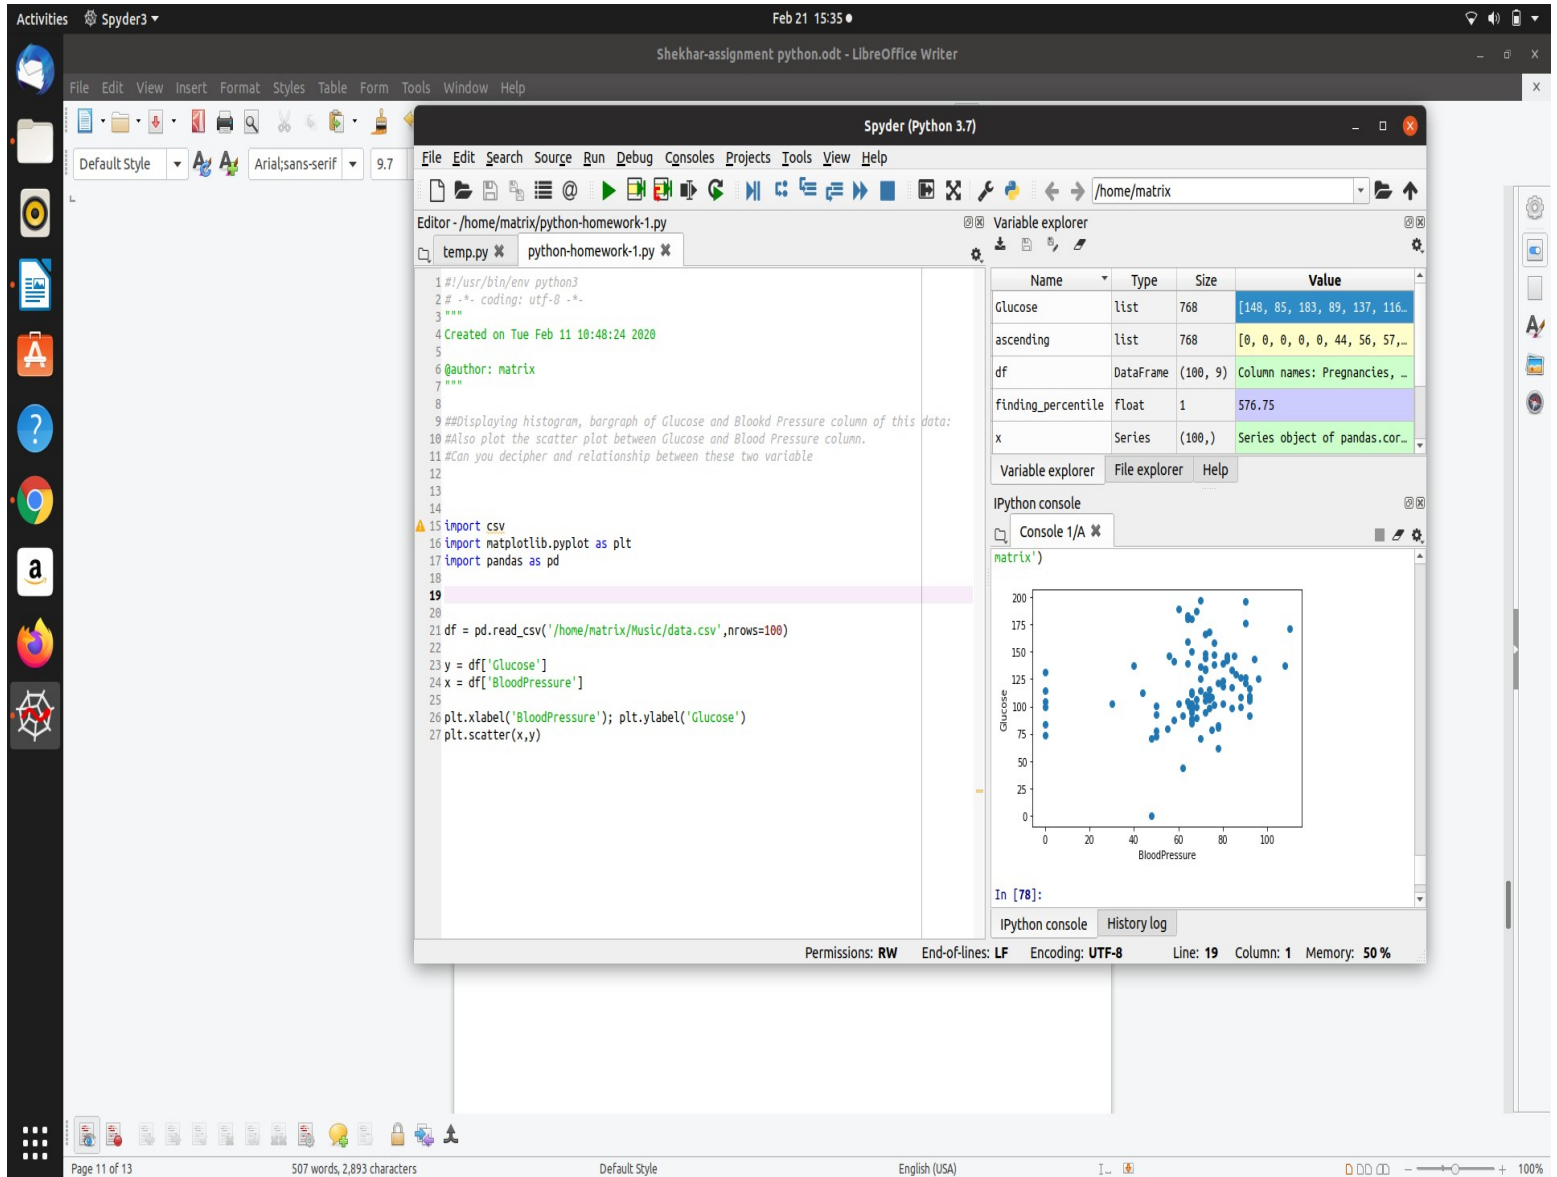 Activities Spyder3 Feb 21 15:35
Shekhar-assignment python.odt - LibreOffice Writer
File Edit View Insert Format Styles Table Form Tools Window Help
Default Style Arial;sans-serif 9.7
Spyder (Python 3.7)
File Edit Search Source Run Debug Consoles Projects Tools View Help
/home/matrix
Editor - /home/matrix/python-homework-1.py
temp.py python-homework-1.py
1 #!/usr/bin/env python3
2 # -*- coding: utf-8 -*-
3 """
4 Created on Tue Feb 11 10:48:24 2020
5
6 @author: matrix
7 """
8
9 ##Displaying histogram, bargraph of Glucose and Blookd Pressure column of this data:
10 #Also plot the scatter plot between Glucose and Blood Pressure column.
11 #Can you decipher and relationship between these two variable
12
13
14
15 import csv
16 import matplotlib.pyplot as plt
17 import pandas as pd
18
19
20
21 df = pd.read_csv('/home/matrix/Music/data.csv',nrows=100)
22
23 y = df['Glucose']
24 x = df['BloodPressure']
25
26 plt.xlabel('BloodPressure'); plt.ylabel('Glucose')
27 plt.scatter(x,y)
Variable explorer
Name Type Size Value
Glucose list 768 [148, 85, 183, 89, 137, 116…
ascending list 768 [0, 0, 0, 0, 0, 44, 56, 57,…
df DataFrame (100, 9) Column names: Pregnancies, …
finding_percentile float 1 576.75
x Series (100,) Series object of pandas.cor…
Variable explorer File explorer Help
IPython console
Console 1/A
matrix')
200
175
150
125
100
75
50
25
0
Glucose
0 20 40 60 80 100
BloodPressure
In [78]:
IPython console History log
Permissions: RW End-of-lines: LF Encoding: UTF-8 Line: 19 Column: 1 Memory: 50 %
Page 11 of 13 507 words, 2,893 characters Default Style English (USA) 100%